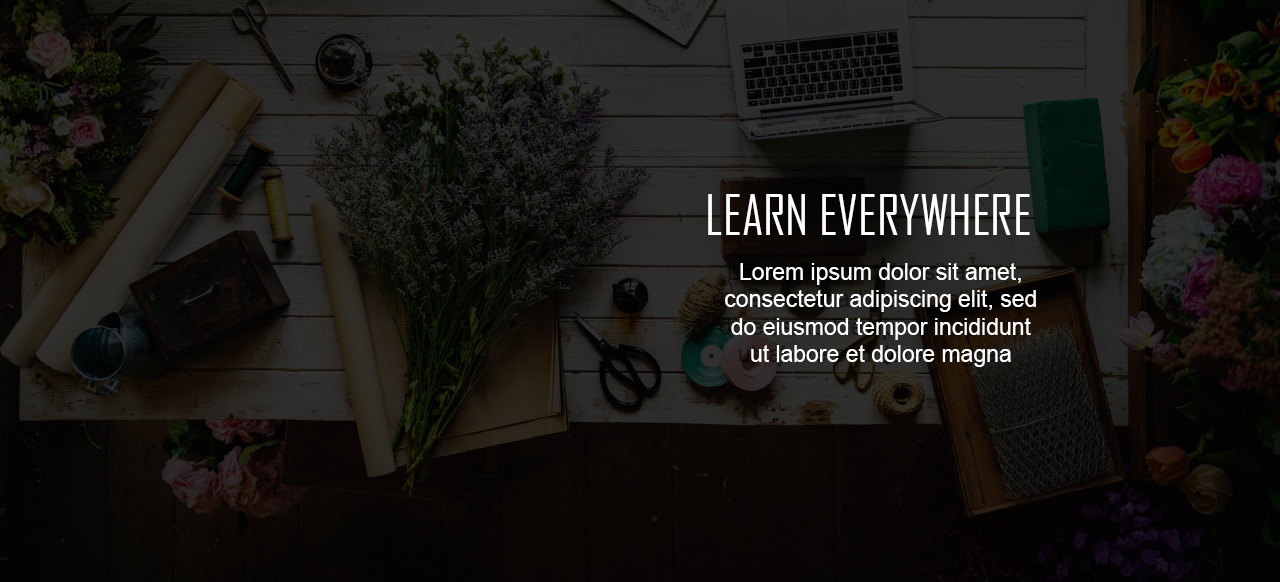 LEARN EVERYWHERE
Lorem ipsum dolor sit amet,
consectetur adipiscing elit, sed
do eiusmod tempor incididunt
ut labore et dolore magna